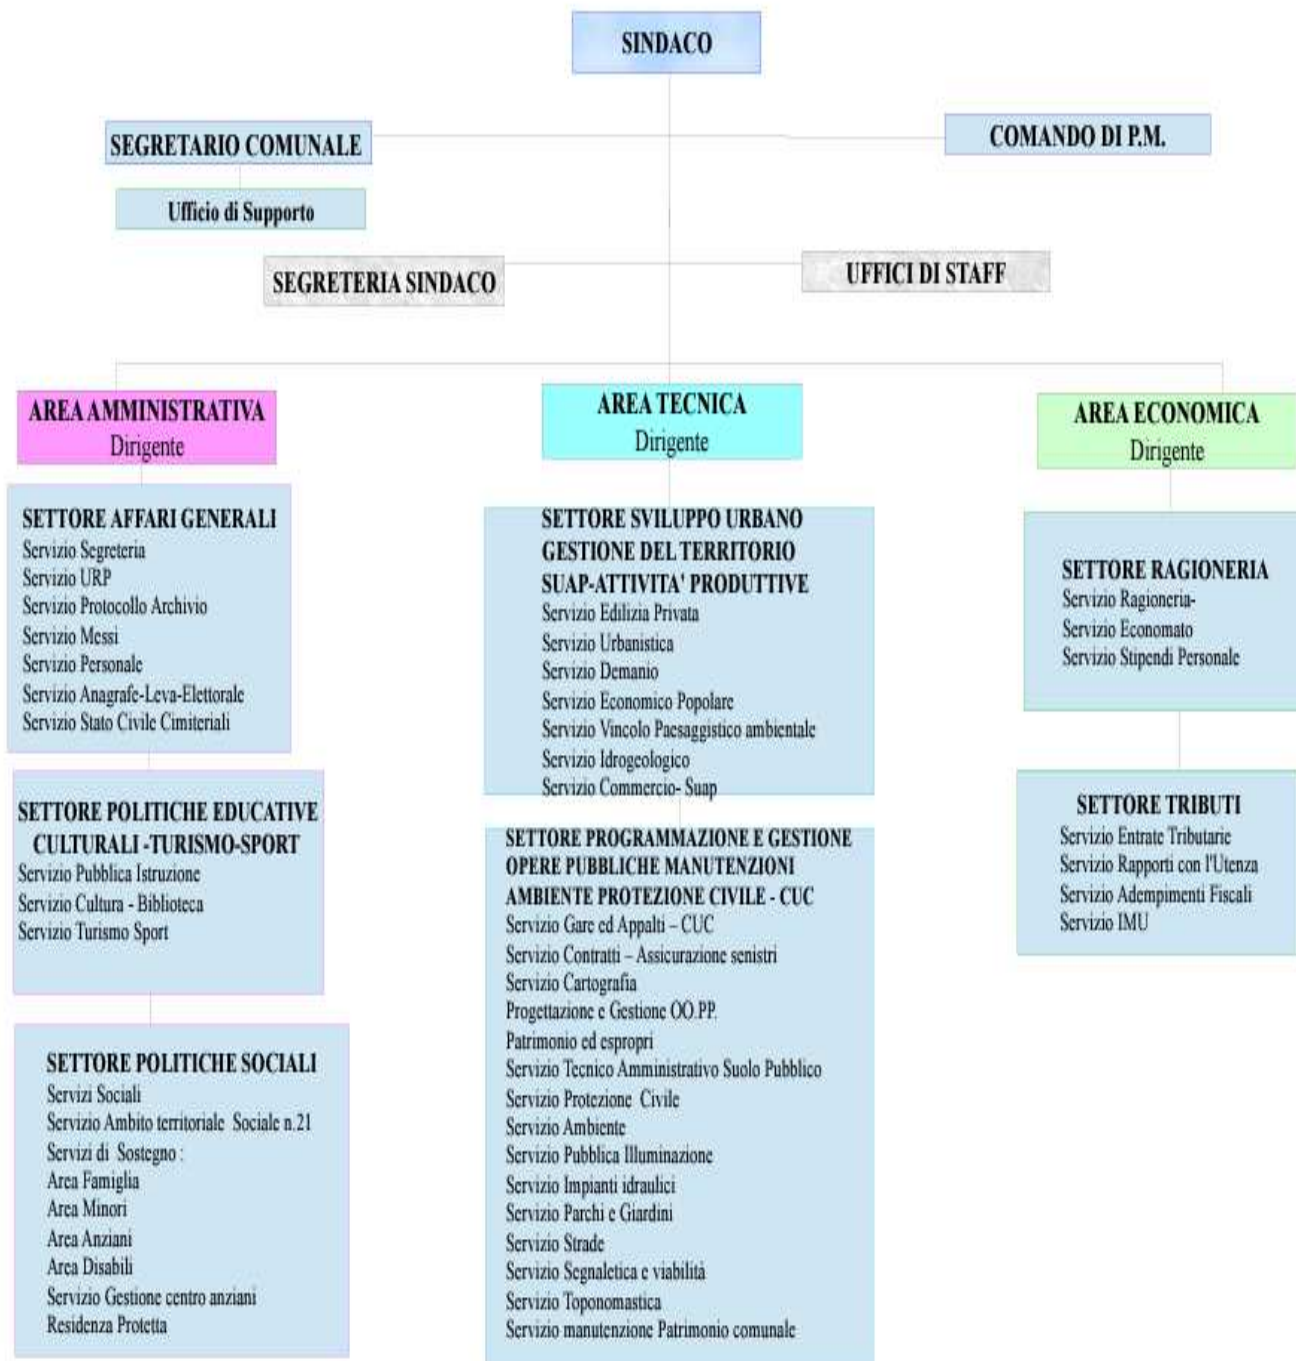 SINDACO
SEGRETARIO COMUNALE
COMANDO DI P.M.
Ufficio di Supporto
SEGRETERIA SINDACO
UFFICI DI STAFF
AREA AMMINISTRATIVA
Dirigente
SETTORE AFFARI GENERALI
Servizio Segreteria
Servizio URP
Servizio Protocollo Archivio
Servizio Messi
Servizio Personale
Servizio Anagrafe-Leva-Elettorale
Servizio Stato Civile Cimiteriali
SETTORE POLITICHE EDUCATIVE
CULTURALI -TURISMO-SPORT
Servizio Pubblica Istruzione
Servizio Cultura - Biblioteca
Servizio Turismo Sport
SETTORE POLITICHE SOCIALI
Servizi Sociali
Servizio Ambito territoriale Sociale n.21
Servizi di Sostegno :
Area Famiglia
Area Minori
Area Anziani
Area Disabili
Servizio Gestione centro anziani
Residenza Protetta
AREA TECNICA
Dirigente
SETTORE SVILUPPO URBANO
GESTIONE DEL TERRITORIO
SUAP-ATTIVITA' PRODUTTIVE
Servizio Edilizia Privata
Servizio Urbanistica
Servizio Demanio
Servizio Economico Popolare
Servizio Vincolo Paesaggistico ambientale
Servizio Idrogeologico
Servizio Commercio- Suap
SETTORE PROGRAMMAZIONE E GESTIONE
OPERE PUBBLICHE MANUTENZIONI
AMBIENTE PROTEZIONE CIVILE - CUC
Servizio Gare ed Appalti – CUC
Servizio Contratti – Assicurazione senistri
Servizio Cartografia
Progettazione e Gestione OO.PP.
Patrimonio ed espropri
Servizio Tecnico Amministrativo Suolo Pubblico
Servizio Protezione Civile
Servizio Ambiente
Servizio Pubblica Illuminazione
Servizio Impianti idraulici
Servizio Parchi e Giardini
Servizio Strade
Servizio Segnaletica e viabilità
Servizio Toponomastica
Servizio manutenzione Patrimonio comunale
AREA ECONOMICA
Dirigente
SETTORE RAGIONERIA
Servizio Ragioneria-
Servizio Economato
Servizio Stipendi Personale
SETTORE TRIBUTI
Servizio Entrate Tributarie
Servizio Rapporti con l'Utenza
Servizio Adempimenti Fiscali
Servizio IMU